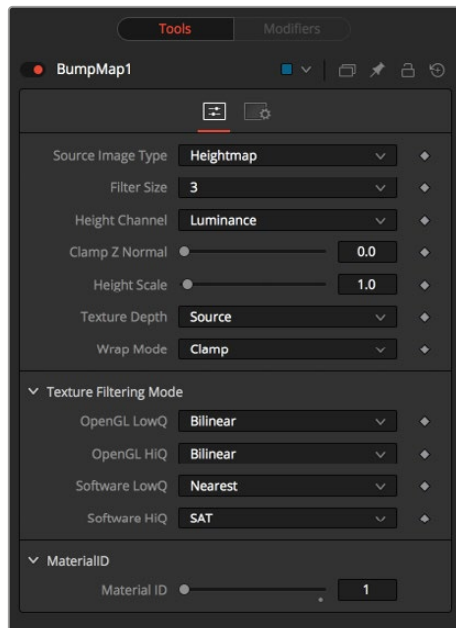 Tools Modifiers
BumpMap1
Source Image Type Heightmap
Filter Size 3
Height Channel Luminance
Clamp Z Normal 0.0
Height Scale 1.0
Texture Depth Source
Wrap Mode Clamp
Texture Filtering Mode
OpenGL LowQ Bilinear
OpenGL HiQ Bilinear
Software LowQ Nearest
Software HiQ SAT
MaterialID
Material ID 1